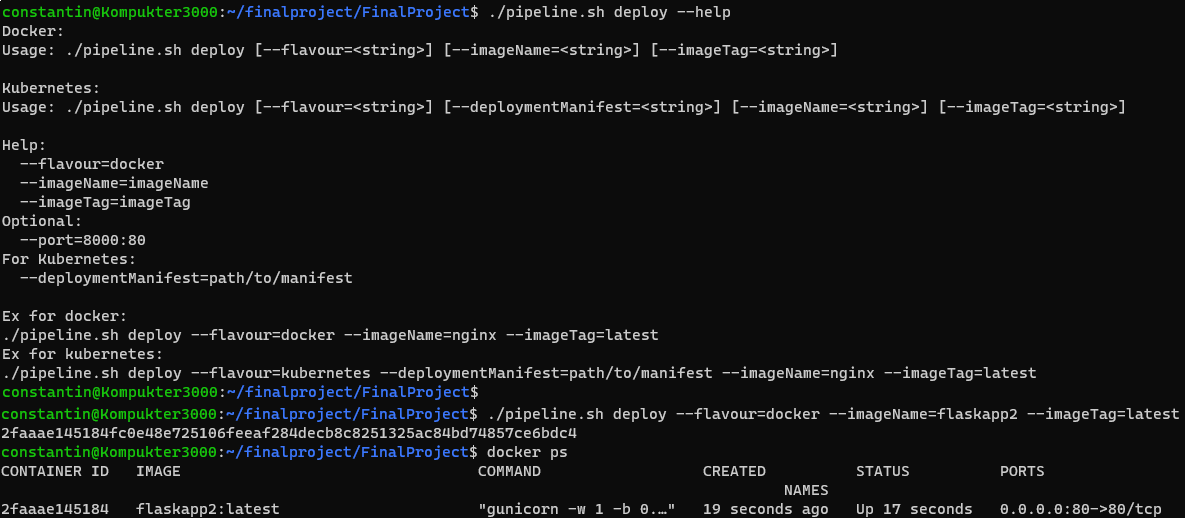 constantin@Kompukter3000:~/finalproject/FinalProject$ ./pipeline.sh deploy --help
Docker:
Usage: ./pipeline.sh deploy [--flavour=<string>] [--imageName=<string>] [--imageTag=<string>]
Kubernetes:
Usage: ./pipeline.sh deploy [--flavour=<string>] [--deploymentManifest=<string>] [--imageName=<string>] [--imageTag=<string>]
Help:
  --flavour=docker
  --imageName=imageName
  --imageTag=imageTag
Optional:
  --port=8000:80
For Kubernetes:
  --deploymentManifest=path/to/manifest
Ex for docker:
./pipeline.sh deploy --flavour=docker --imageName=nginx --imageTag=latest
Ex for kubernetes:
./pipeline.sh deploy --flavour=kubernetes --deploymentManifest=path/to/manifest --imageName=nginx --imageTag=latest
constantin@Kompukter3000:~/finalproject/FinalProject$
constantin@Kompukter3000:~/finalproject/FinalProject$ ./pipeline.sh deploy --flavour=docker --imageName=flaskapp2 --imageTag=latest
2faaae145184fc0e48e725106feeaf284decb8c8251325ac84bd74857ce6bdc4
constantin@Kompukter3000:~/finalproject/FinalProject$ docker ps
CONTAINER ID   IMAGE                      COMMAND                  CREATED          STATUS          PORTS
NAMES
2faaae145184   flaskapp2:latest           "gunicorn -w 1 -b 0.…"   19 seconds ago   Up 17 seconds   0.0.0.0:80->80/tcp